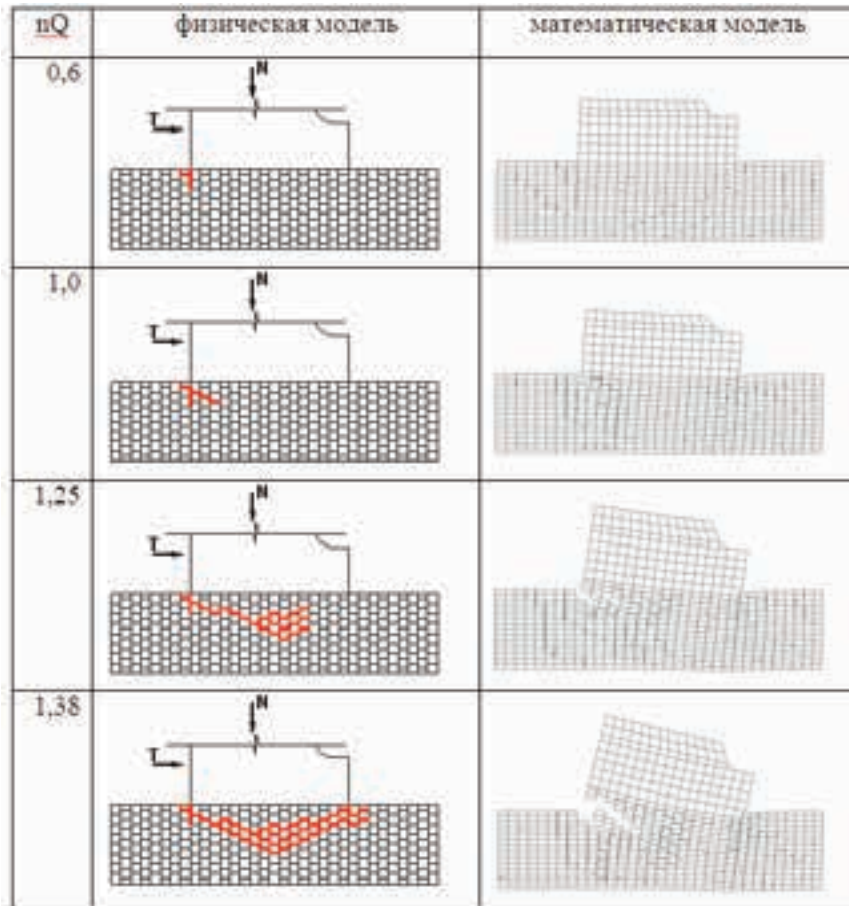 nQ физическая модель математическая модель
0,6
N
T
1,0
N
T
1,25
N
T
1,38
N
T